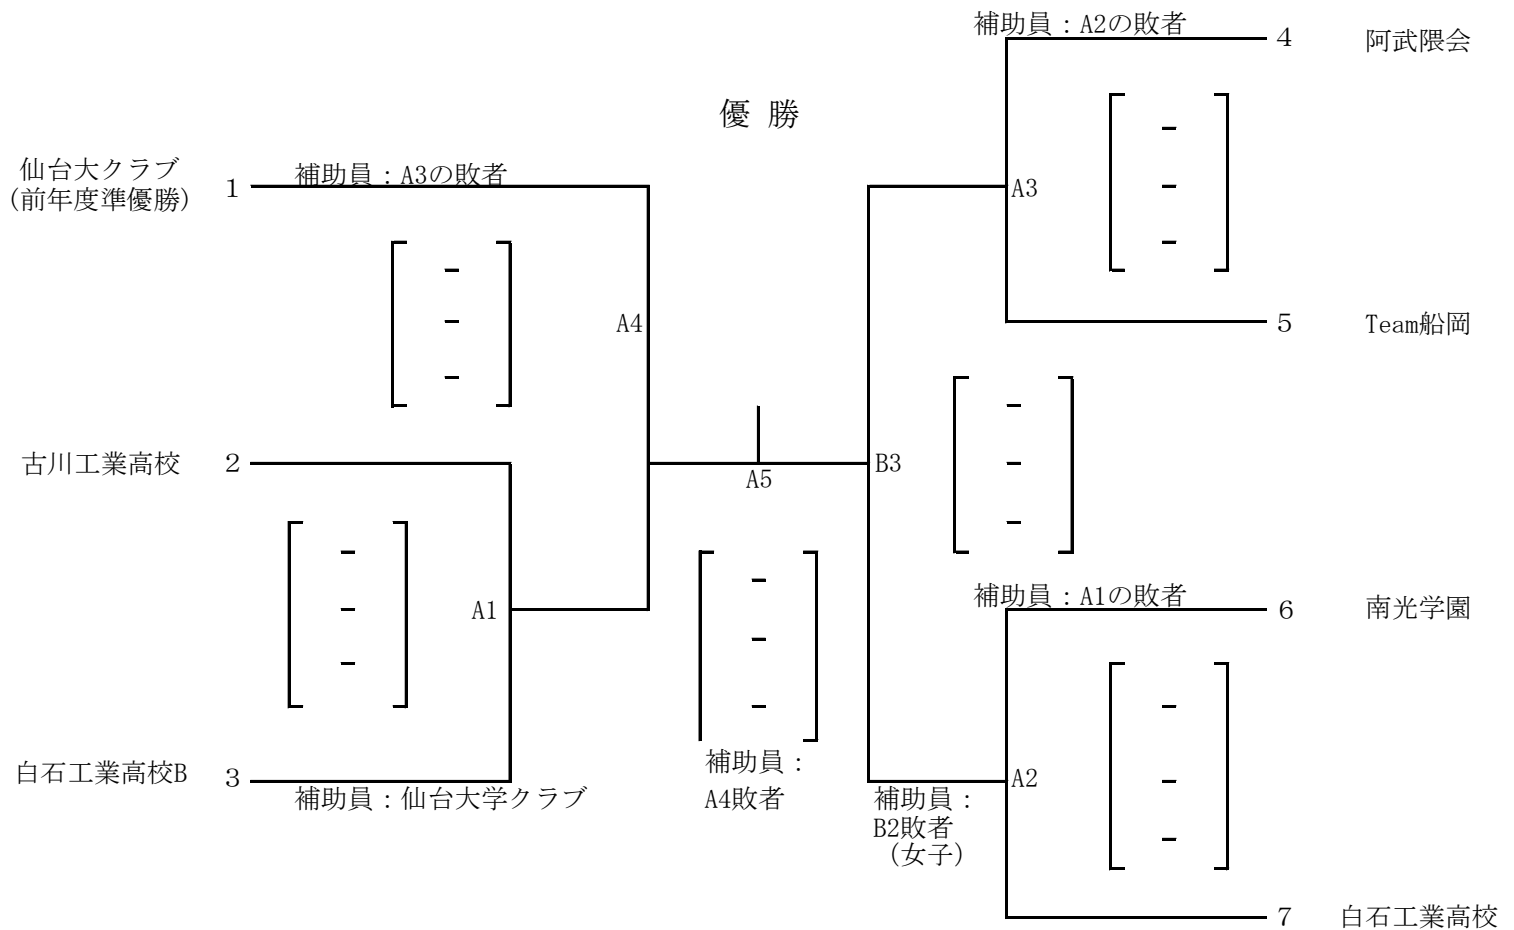 補助員：A2の敗者
4 阿武隈会
優 勝
仙台大クラブ
(前年度準優勝)
1
補助員：A3の敗者
A3
A4
5 Team船岡
古川工業高校 2
A5
B3
補助員：A1の敗者
6 南光学園
A1
白石工業高校B 3
補助員：仙台大学クラブ
補助員：
A4敗者
A2
補助員：
B2敗者
（女子）
7 白石工業高校